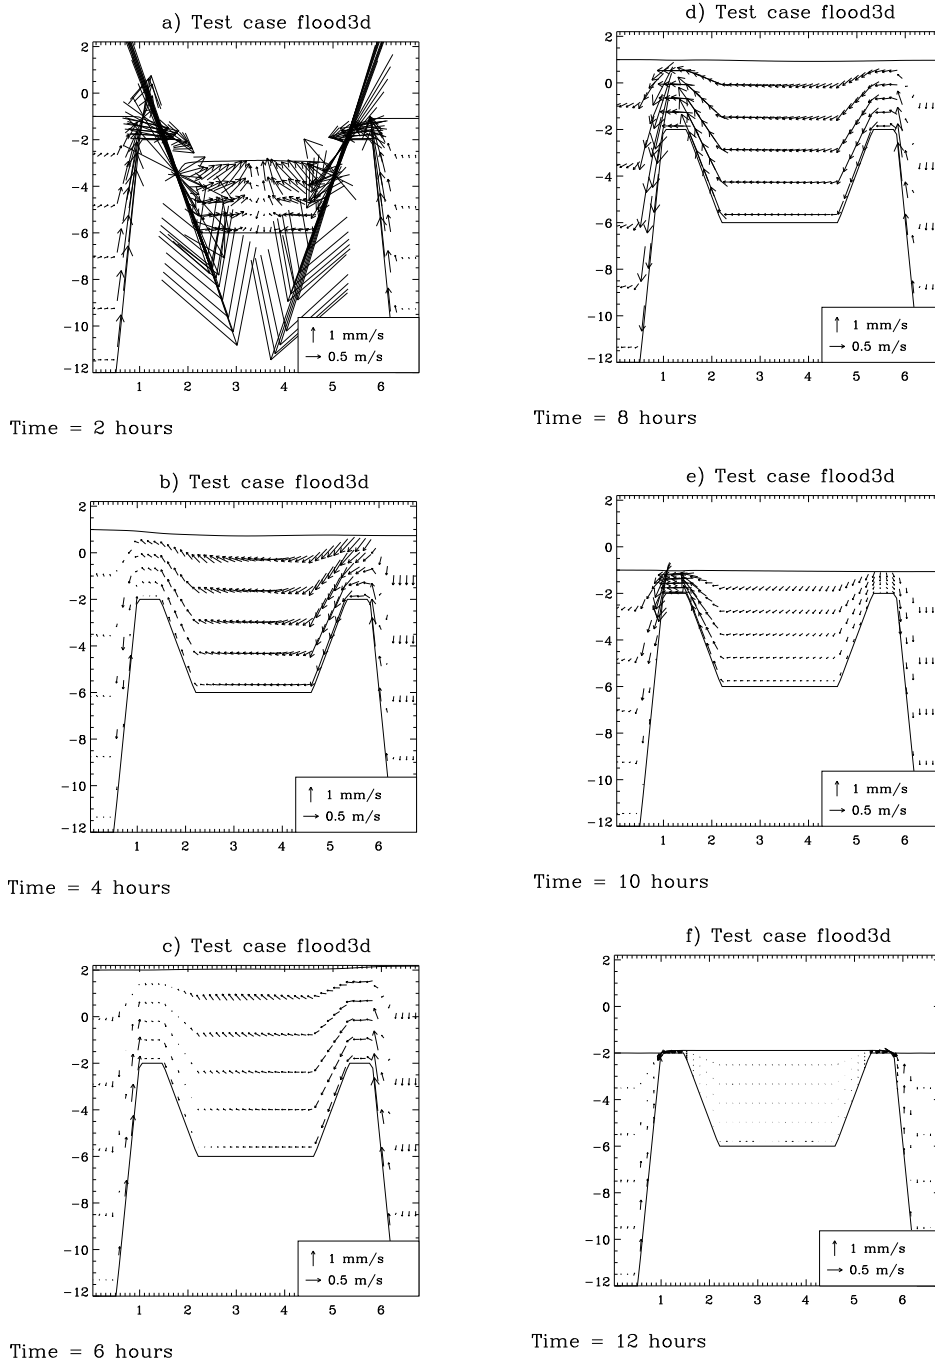 a) Test case flood3d
2
0
−2
−4
−6
−8
−10
−12
1 mm/s
0.5 m/s
1 2 3 4 5 6
Time = 2 hours
b) Test case flood3d
2
0
−2
−4
−6
−8
−10
−12
1 mm/s
0.5 m/s
1 2 3 4 5 6
Time = 4 hours
c) Test case flood3d
2
0
−2
−4
−6
−8
−10
−12
1 mm/s
0.5 m/s
1 2 3 4 5 6
Time = 6 hours
d) Test case flood3d
2
0
−2
−4
−6
−8
−10
−12
1 mm/s
0.5 m/s
1 2 3 4 5 6
Time = 8 hours
e) Test case flood3d
2
0
−2
−4
−6
−8
−10
−12
1 mm/s
0.5 m/s
1 2 3 4 5 6
Time = 10 hours
f) Test case flood3d
2
0
−2
−4
−6
−8
−10
−12
1 mm/s
0.5 m/s
1 2 3 4 5 6
Time = 12 hours